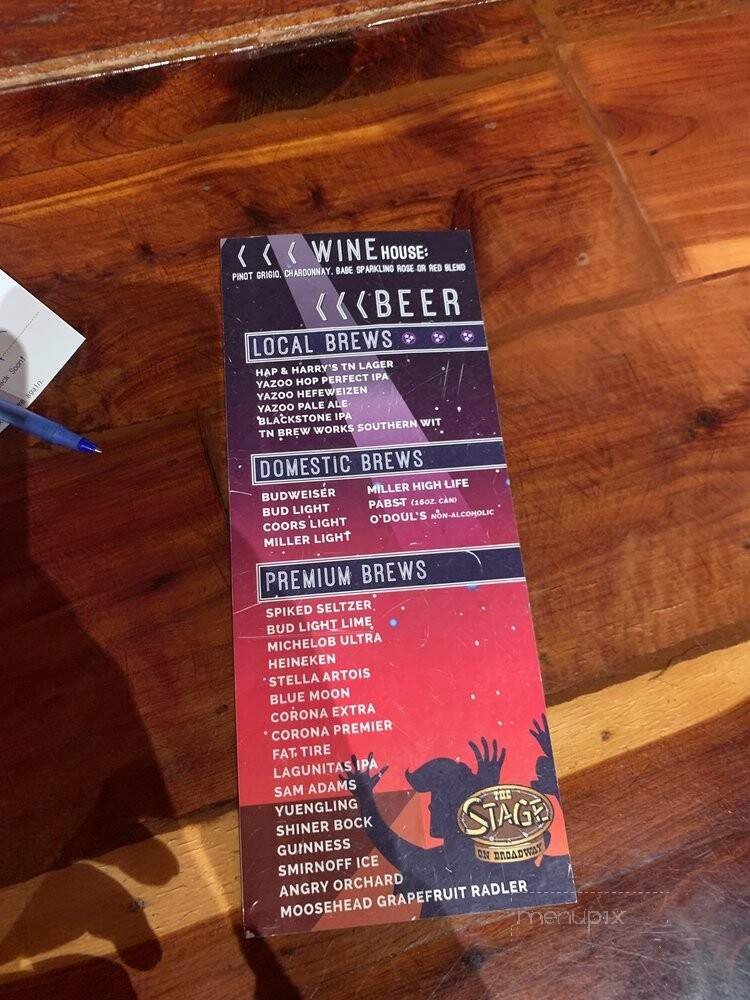 < < < WINE HOUSE:
PINOT GRIGIO, CHARDONNAY, BABE SPARKLING ROSE OR RED BLEND
<<<BEER
LOCAL BREWS
HAP & HARRY'S TN LAGER
YAZOO HOP PERFECT IPA
YAZOO HEFEWEIZEN
YAZOO PALE ALE
BLACKSTONE IPA
TN BREW WORKS SOUTHERN WIT
DOMESTIC BREWS
BUDWEISER
BUD LIGHT
COORS LIGHT
MILLER LIGHT
MILLER HIGH LIFE
PABST (16OZ. CAN)
O'DOUL'S NON-ALCOHOLIC
PREMIUM BREWS
SPIKED SELTZER
BUD LIGHT LIME
MICHELOB ULTRA
HEINEKEN
STELLA ARTOIS
BLUE MOON
CORONA EXTRA
CORONA PREMIER
FAT TIRE
LAGUNITAS IPA
SAM ADAMS
YUENGLING
SHINER BOCK
GUINNESS
SMIRNOFF ICE
ANGRY ORCHARD
MOOSEHEAD GRAPEFRUIT RADLER
THE
STAGE
ON BROADWAY
menupix
Soon!
again.